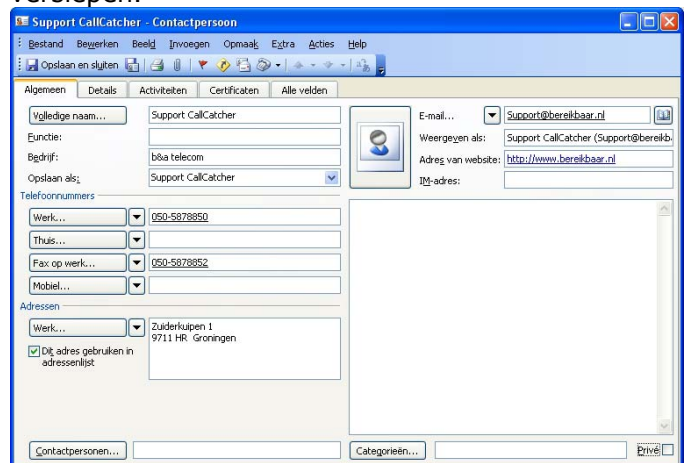 Support CallCatcher - Contactpersoon
Bestand Bewerken Beeld Invoegen Opmaak Extra Acties Help
Opslaan en sluiten
Algemeen Details Activiteiten Certificaten Alle velden
Volledige naam... Support CallCatcher
Functie:
Bedrijf: b&a telecom
Opslaan als: Support CallCatcher
E-mail... Support@bereikbaar.nl
Weergeven als: Support CallCatcher (Support@bereikb
Adres van website: http://www.bereikbaar.nl
IM-adres:
Telefoonnummers
Werk... 050-5878850
Thuis...
Fax op werk... 050-5878852
Mobiel...
Adressen
Werk... Zuiderkuipen 1
9711 HR Groningen
Dit adres gebruiken in
adressenlijst
Contactpersonen... Categorieën... Privé